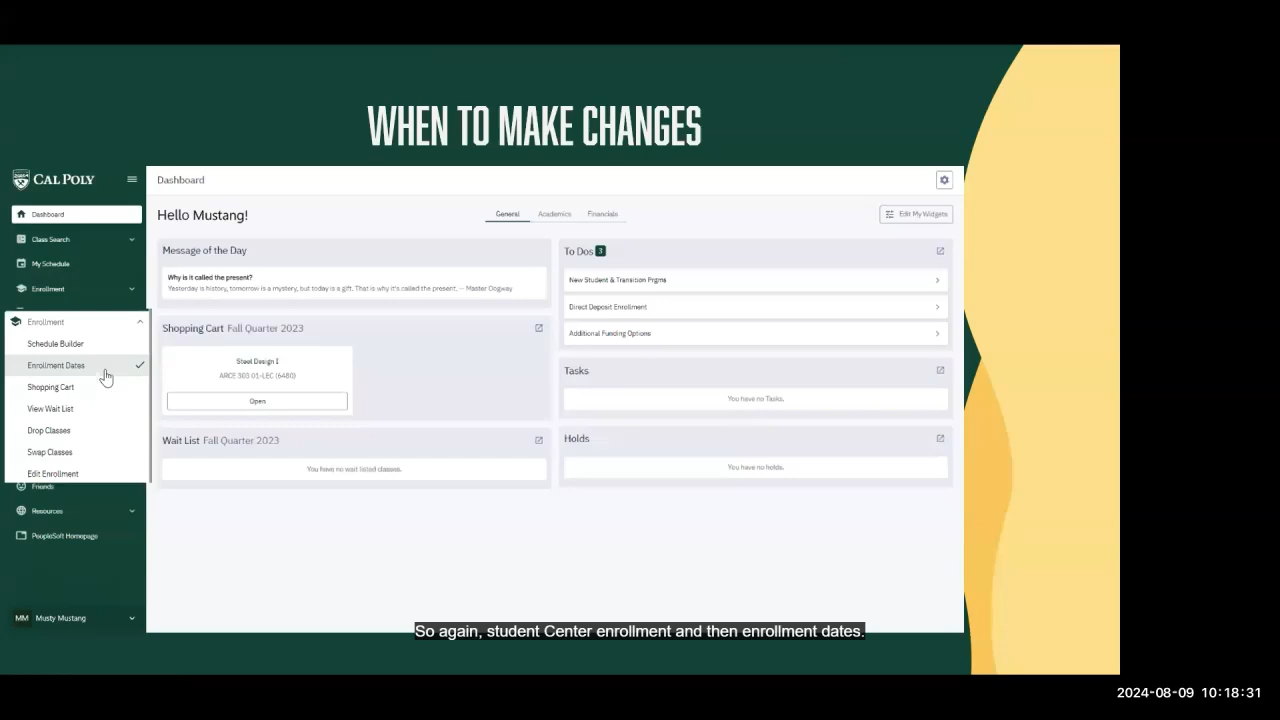 WHEN TO MAKE CHANGES
CAL POLY
Dashboard
Class Search
My Schedule
Enrollment
Enrollment
Schedule Builder
Enrollment Dates
Shopping Cart
View Wait List
Drop Classes
Swap Classes
Edit Enrollment
Friends
Resources
PeopleSoft Homepage
MM Musty Mustang
Dashboard
Hello Mustang!
General Academics Financials
Edit My Widgets
Message of the Day
Why is it called the present?
Yesterday is history, tomorrow is a mystery, but today is a gift. That is why it's called the present. -- Master Oogway
Shopping Cart Fall Quarter 2023
Steel Design I
ARCE 303 01-LEC (6480)
Open
Wait List Fall Quarter 2023
You have no wait listed classes.
To Dos 3
New Student & Transition Prgms
Direct Deposit Enrollment
Additional Funding Options
Tasks
You have no Tasks.
Holds
You have no holds.
So again, student Center enrollment and then enrollment dates.
2024-08-09 10:18:31